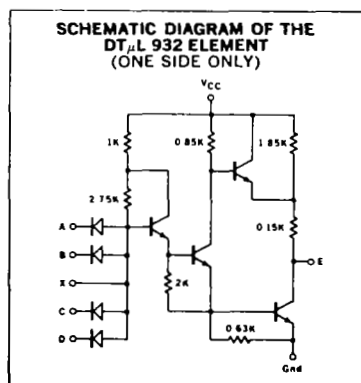 SCHEMATIC DIAGRAM OF THE
DTμL 932 ELEMENT
(ONE SIDE ONLY)
VCC
1K
0.85K
1.85K
2.75K
A
0.15K
B
E
X
2K
C
D
0.63K
Gnd